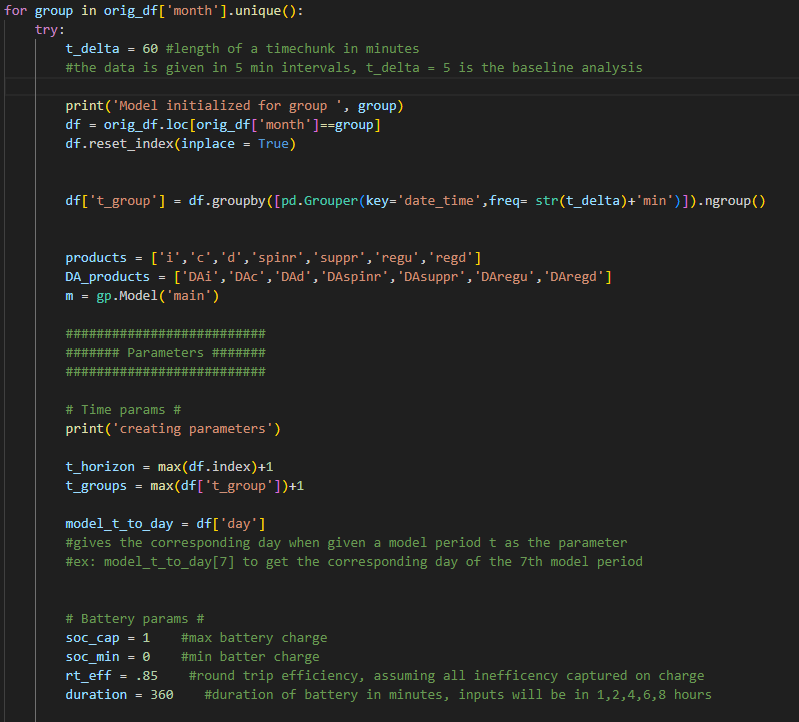 for group in orig_df['month'].unique():
try:
t_delta = 60 #length of a timechunk in minutes
#the data is given in 5 min intervals, t_delta = 5 is the baseline analysis
print('Model initialized for group ', group)
df = orig_df.loc[orig_df['month']==group]
df.reset_index(inplace = True)
df['t_group'] = df.groupby([pd.Grouper(key='date_time',freq= str(t_delta)+'min')]).ngroup()
products = ['i','c','d','spinr','suppr','regu','regd']
DA_products = ['DAi','DAc','DAd','DAspinr','DAsuppr','DAregu','DAregd']
m = gp.Model('main')
##########################
####### Parameters #######
##########################
# Time params #
print('creating parameters')
t_horizon = max(df.index)+1
t_groups = max(df['t_group'])+1
model_t_to_day = df['day']
#gives the corresponding day when given a model period t as the parameter
#ex: model_t_to_day[7] to get the corresponding day of the 7th model period
# Battery params #
soc_cap = 1 #max battery charge
soc_min = 0 #min batter charge
rt_eff = .85 #round trip efficiency, assuming all inefficency captured on charge
duration = 360 #duration of battery in minutes, inputs will be in 1,2,4,6,8 hours